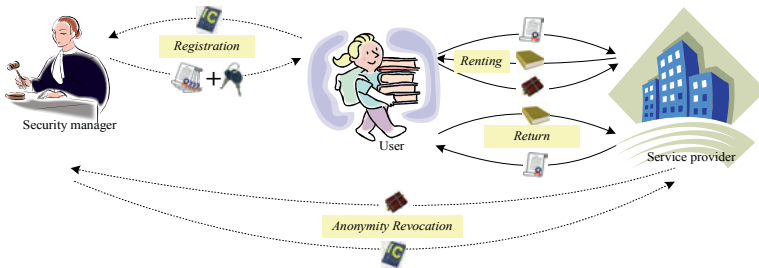 Registration
+
Renting
Security manager
User
Return
Service provider
Anonymity Revocation